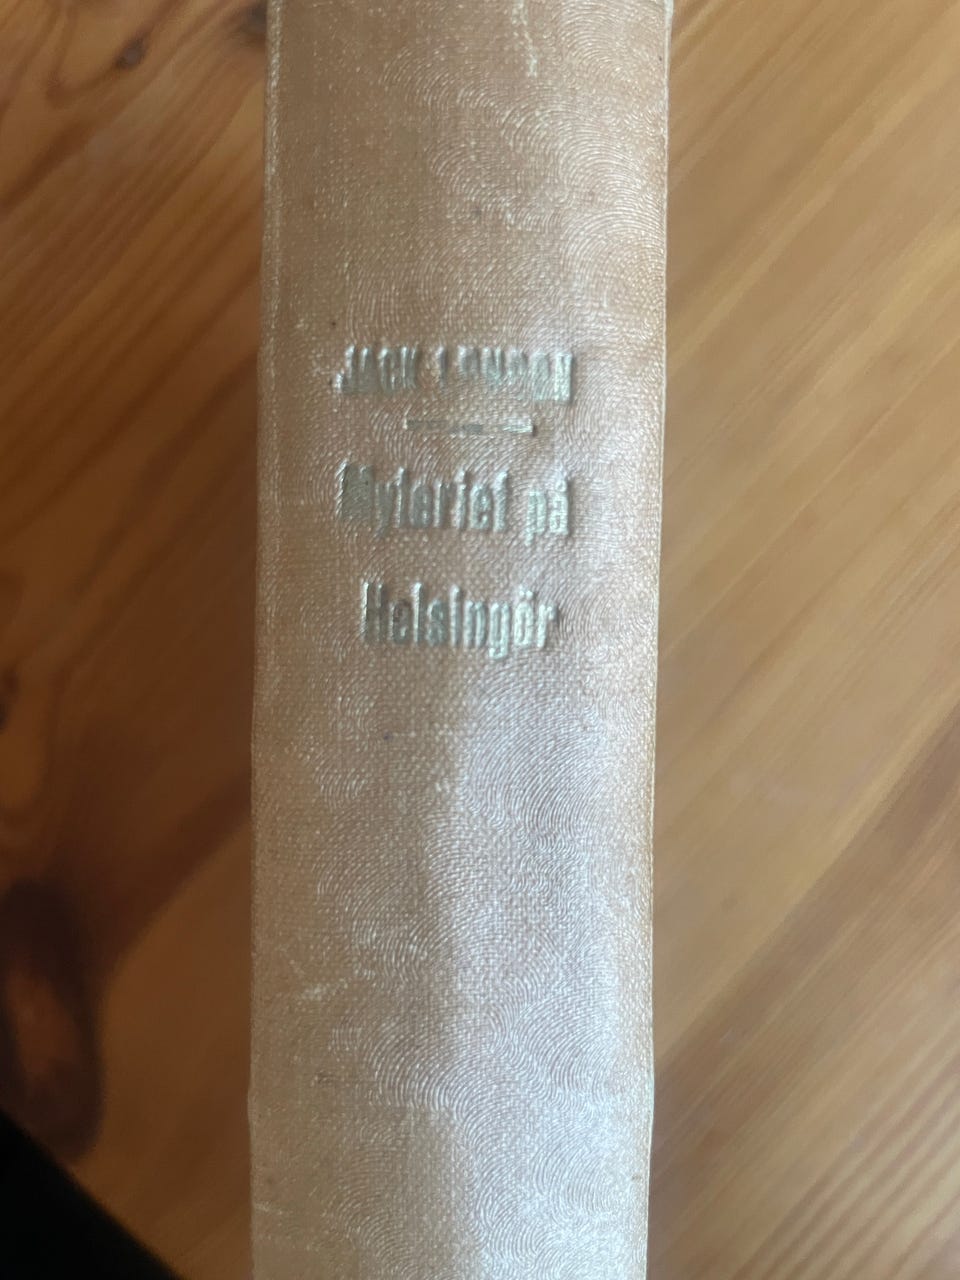 JACK LONDON
Myteriet på
Helsingör